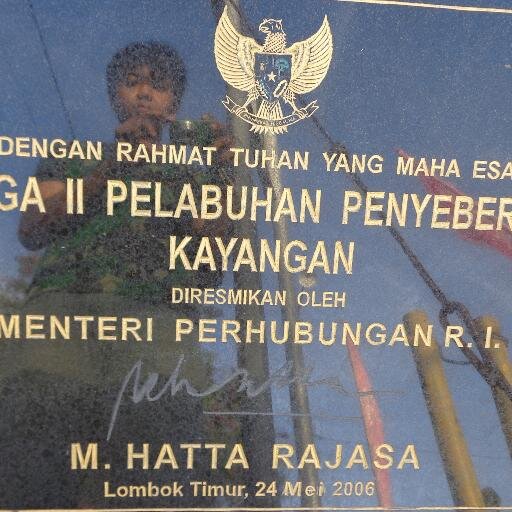 DENGAN RAHMAT TUHAN YANG MAHA ESA
GA II PELABUHAN PENYEBER
KAYANGAN
DIRESMIKAN OLEH
MENTERI PERHUBUNGAN R. I.
M. HATTA RAJASA
Lombok Timur, 24 Mei 2006